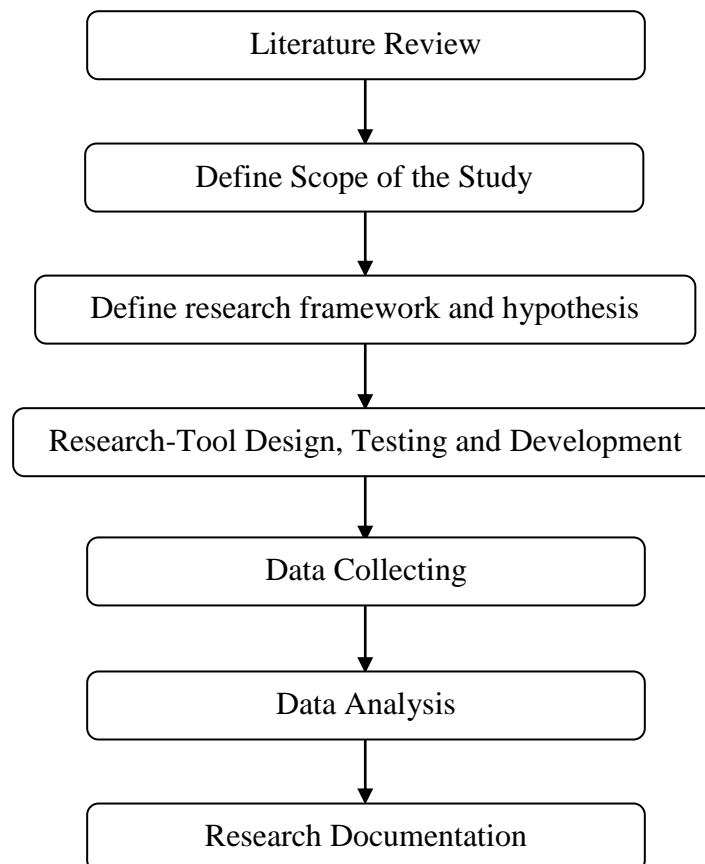 Literature Review
Define Scope of the Study
Define research framework and hypothesis
Research-Tool Design, Testing and Development
Data Collecting
Data Analysis
Research Documentation